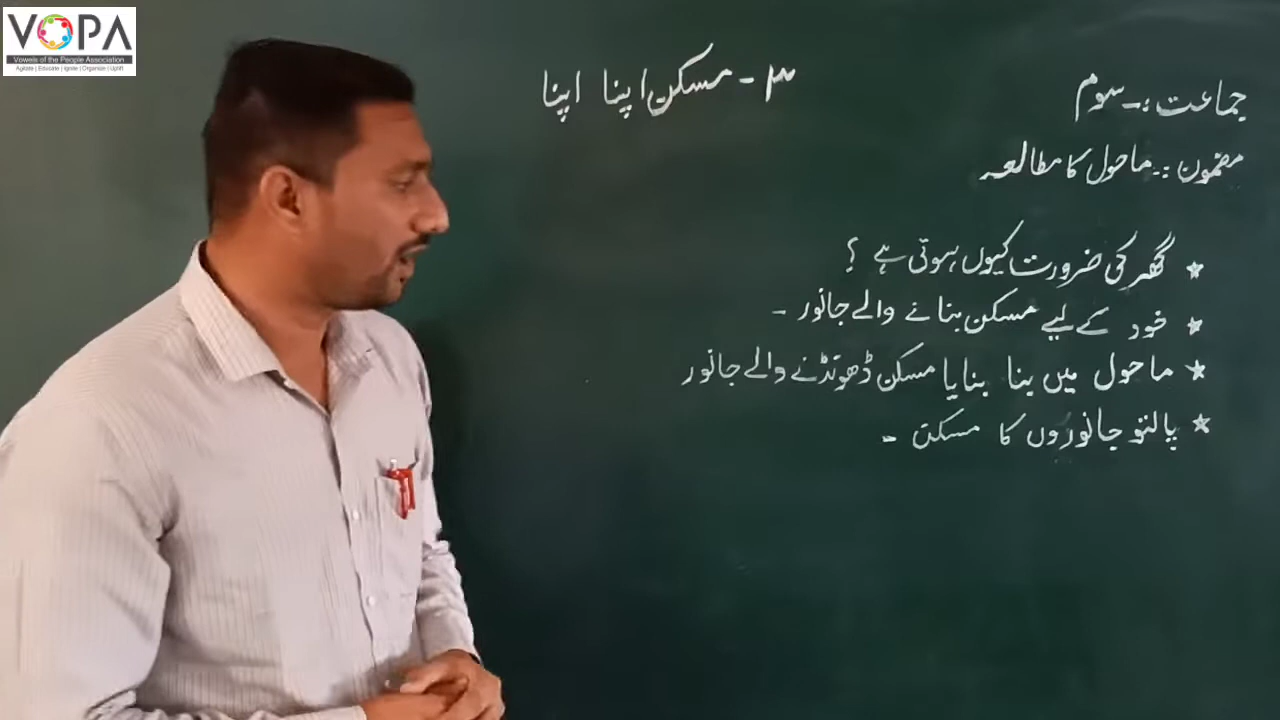 VOPA
Vowels of the People Association
Agitate | Educate | Ignite | Organize | Uplift
۳ - مسکن اپنا اپنا
جماعت :- سوم
مضمون :- ماحول کا مطالعہ
* گھر کی ضرورت کیوں ہوتی ہے ؟
* خود کے لیے مسکن بنانے والے جانور -
* ماحول میں بنا بنایا مسکن ڈھونڈنے والے جانور
* پالتو جانوروں کا مسکن -